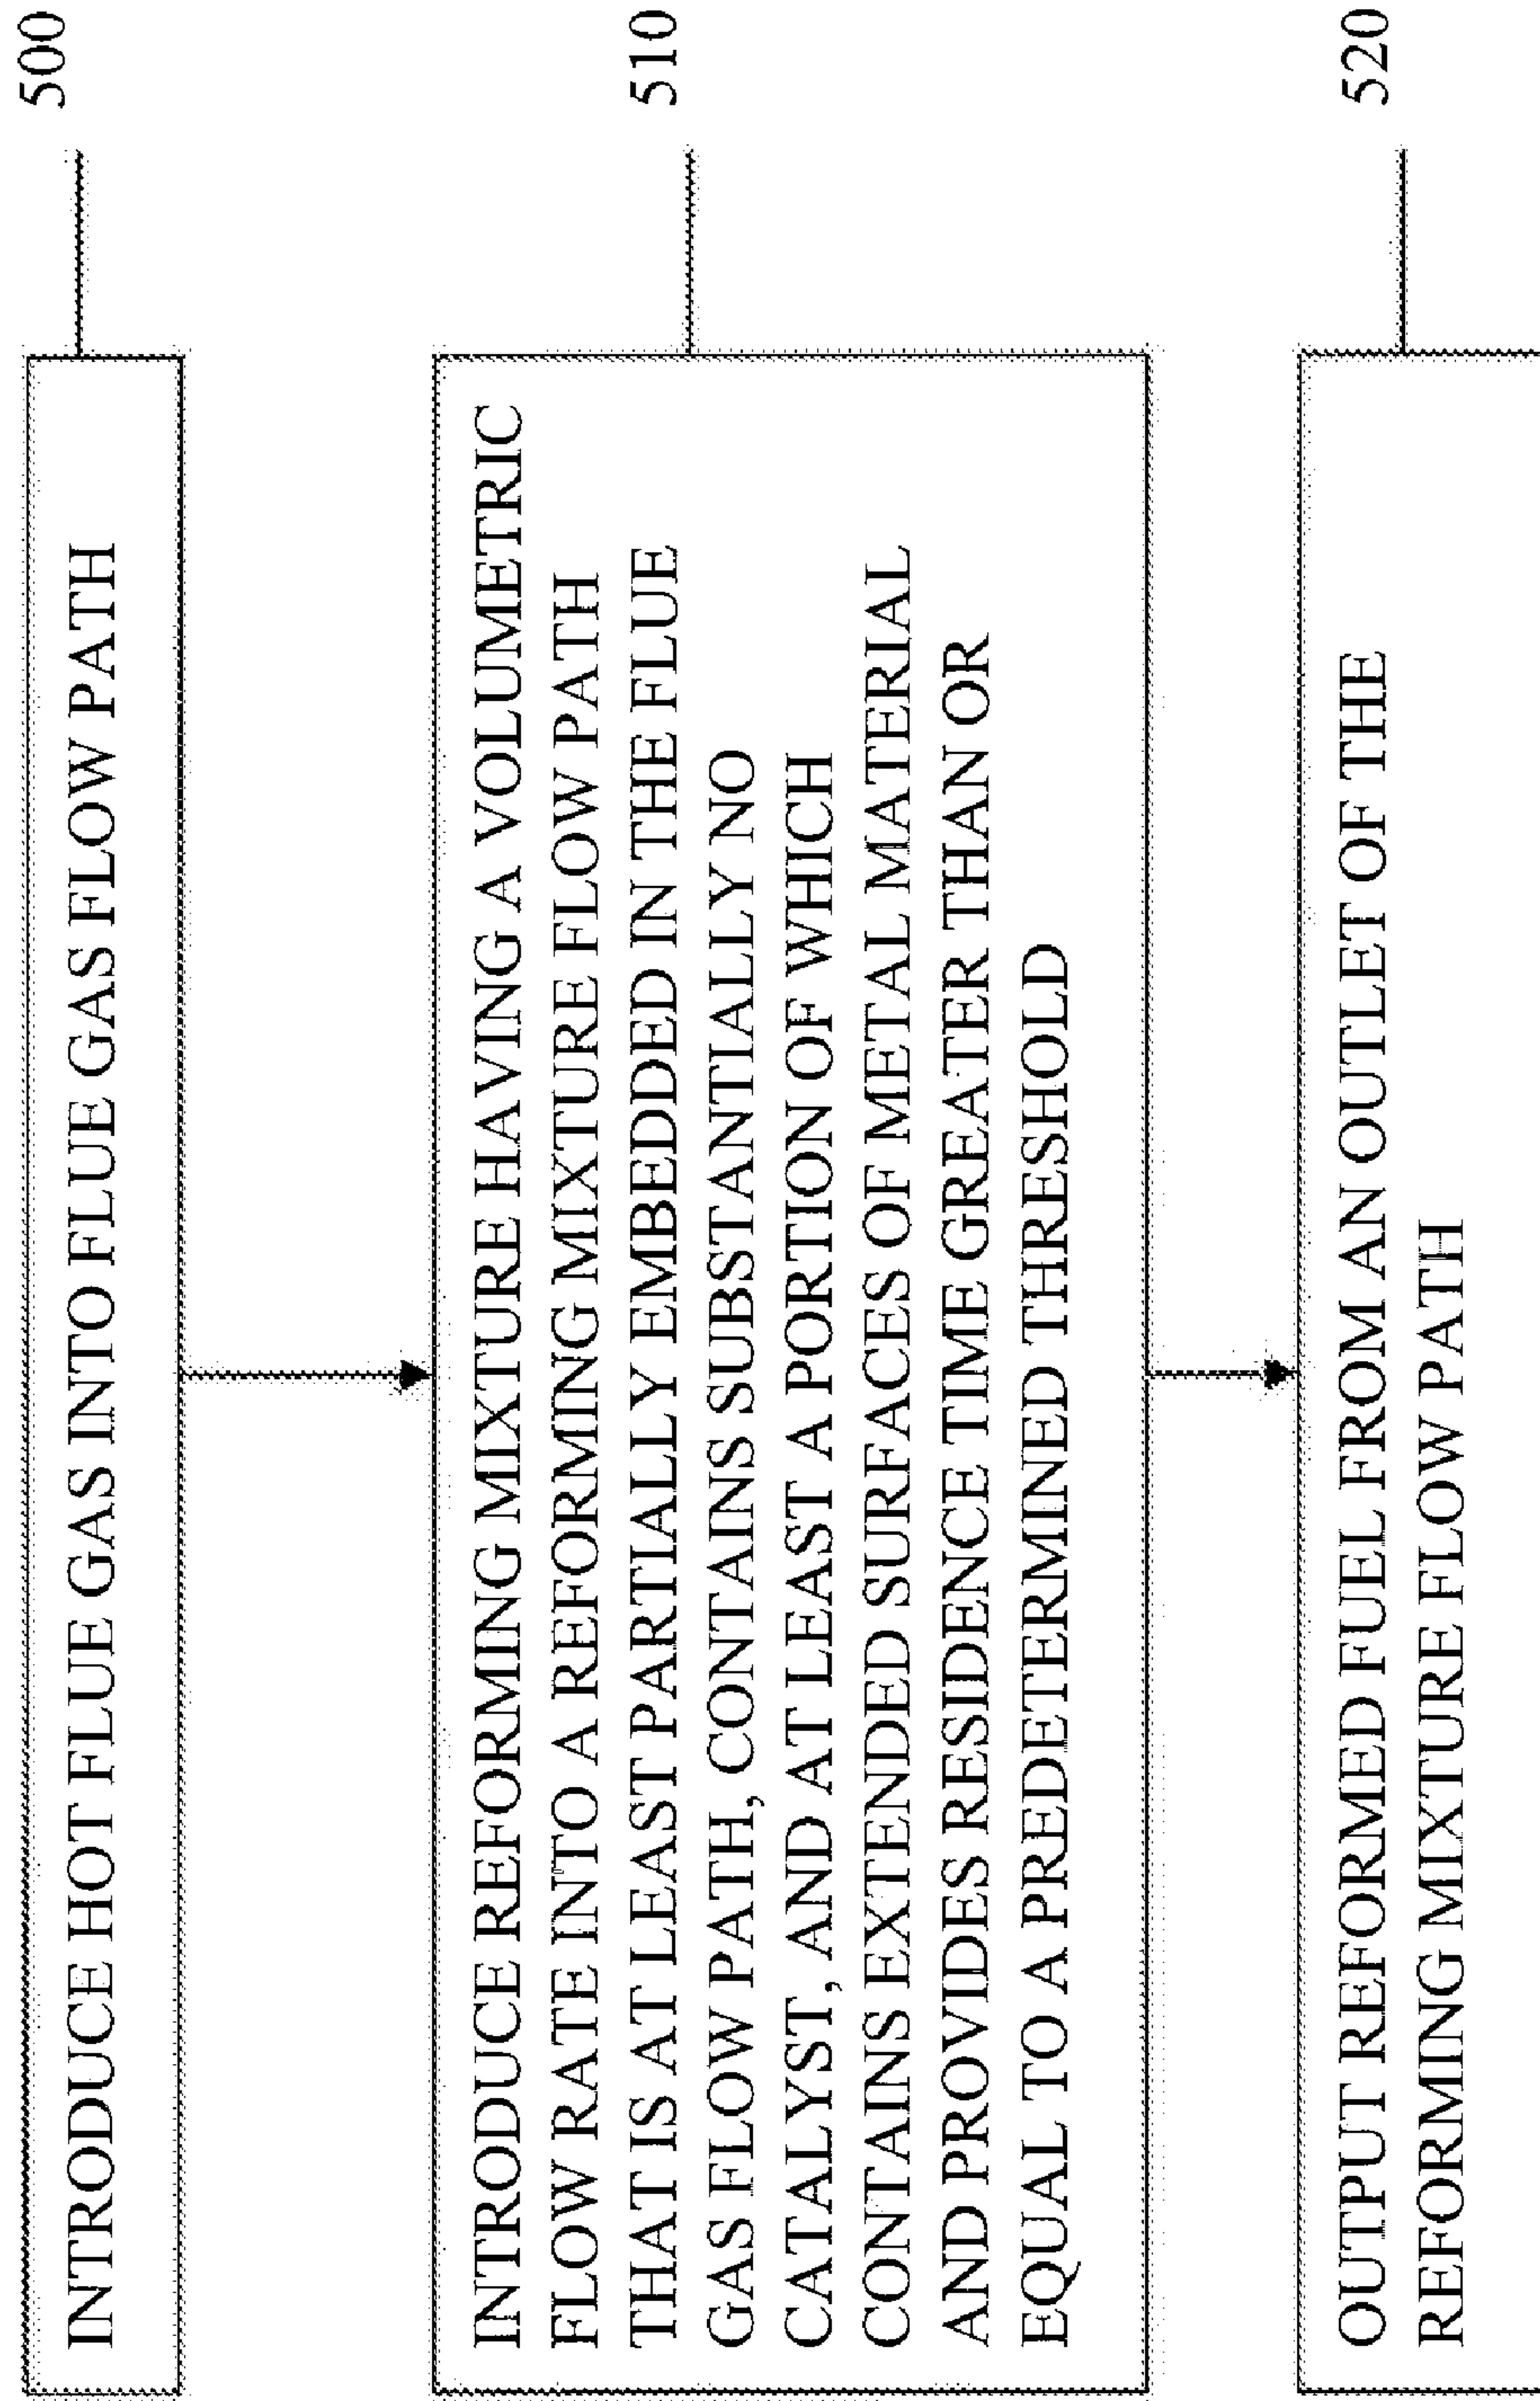 INTRODUCE HOT FLUE GAS INTO FLUE GAS FLOW PATH
500
INTRODUCE REFORMING MIXTURE HAVING A VOLUMETRIC
FLOW RATE INTO A REFORMING MIXTURE FLOW PATH
THAT IS AT LEAST PARTIALLY EMBEDDED IN THE FLUE
GAS FLOW PATH, CONTAINS SUBSTANTIALLY NO
CATALYST, AND AT LEAST A PORTION OF WHICH
CONTAINS EXTENDED SURFACES OF METAL MATERIAL
AND PROVIDES RESIDENCE TIME GREATER THAN OR
EQUAL TO A PREDETERMINED THRESHOLD
510
OUTPUT REFORMED FUEL FROM AN OUTLET OF THE
REFORMING MIXTURE FLOW PATH
520